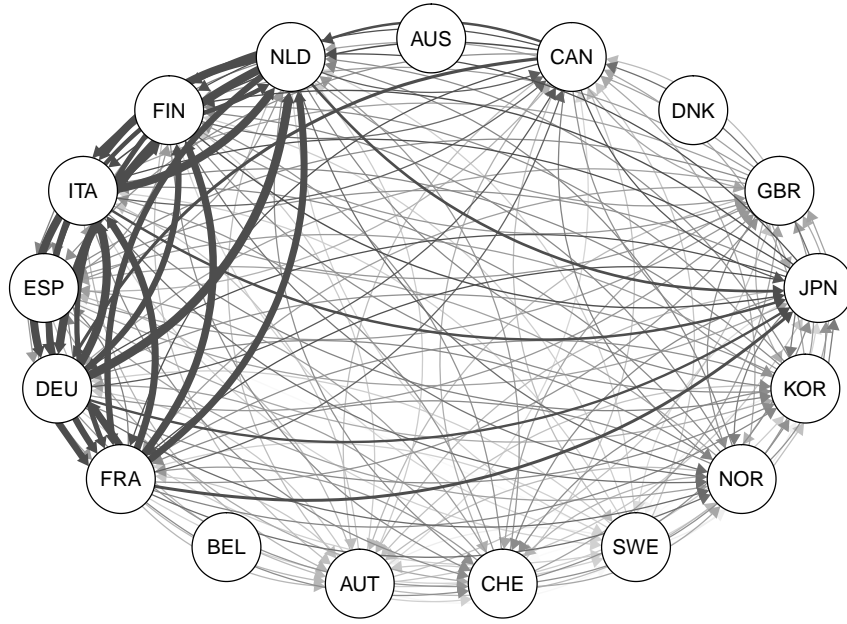 AUS
NLD
CAN
FIN
DNK
ITA
GBR
ESP
JPN
DEU
KOR
FRA
NOR
BEL
SWE
AUT
CHE